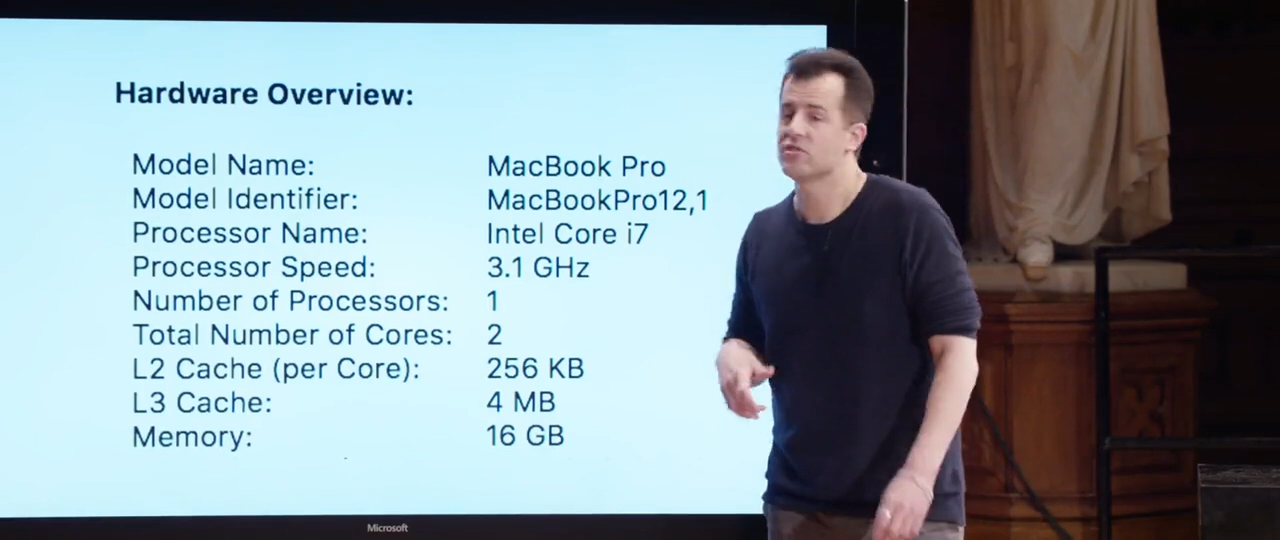 Hardware Overview:
Model Name: MacBook Pro
Model Identifier: MacBookPro12,1
Processor Name: Intel Core i7
Processor Speed: 3.1 GHz
Number of Processors: 1
Total Number of Cores: 2
L2 Cache (per Core): 256 KB
L3 Cache: 4 MB
Memory: 16 GB
Microsoft